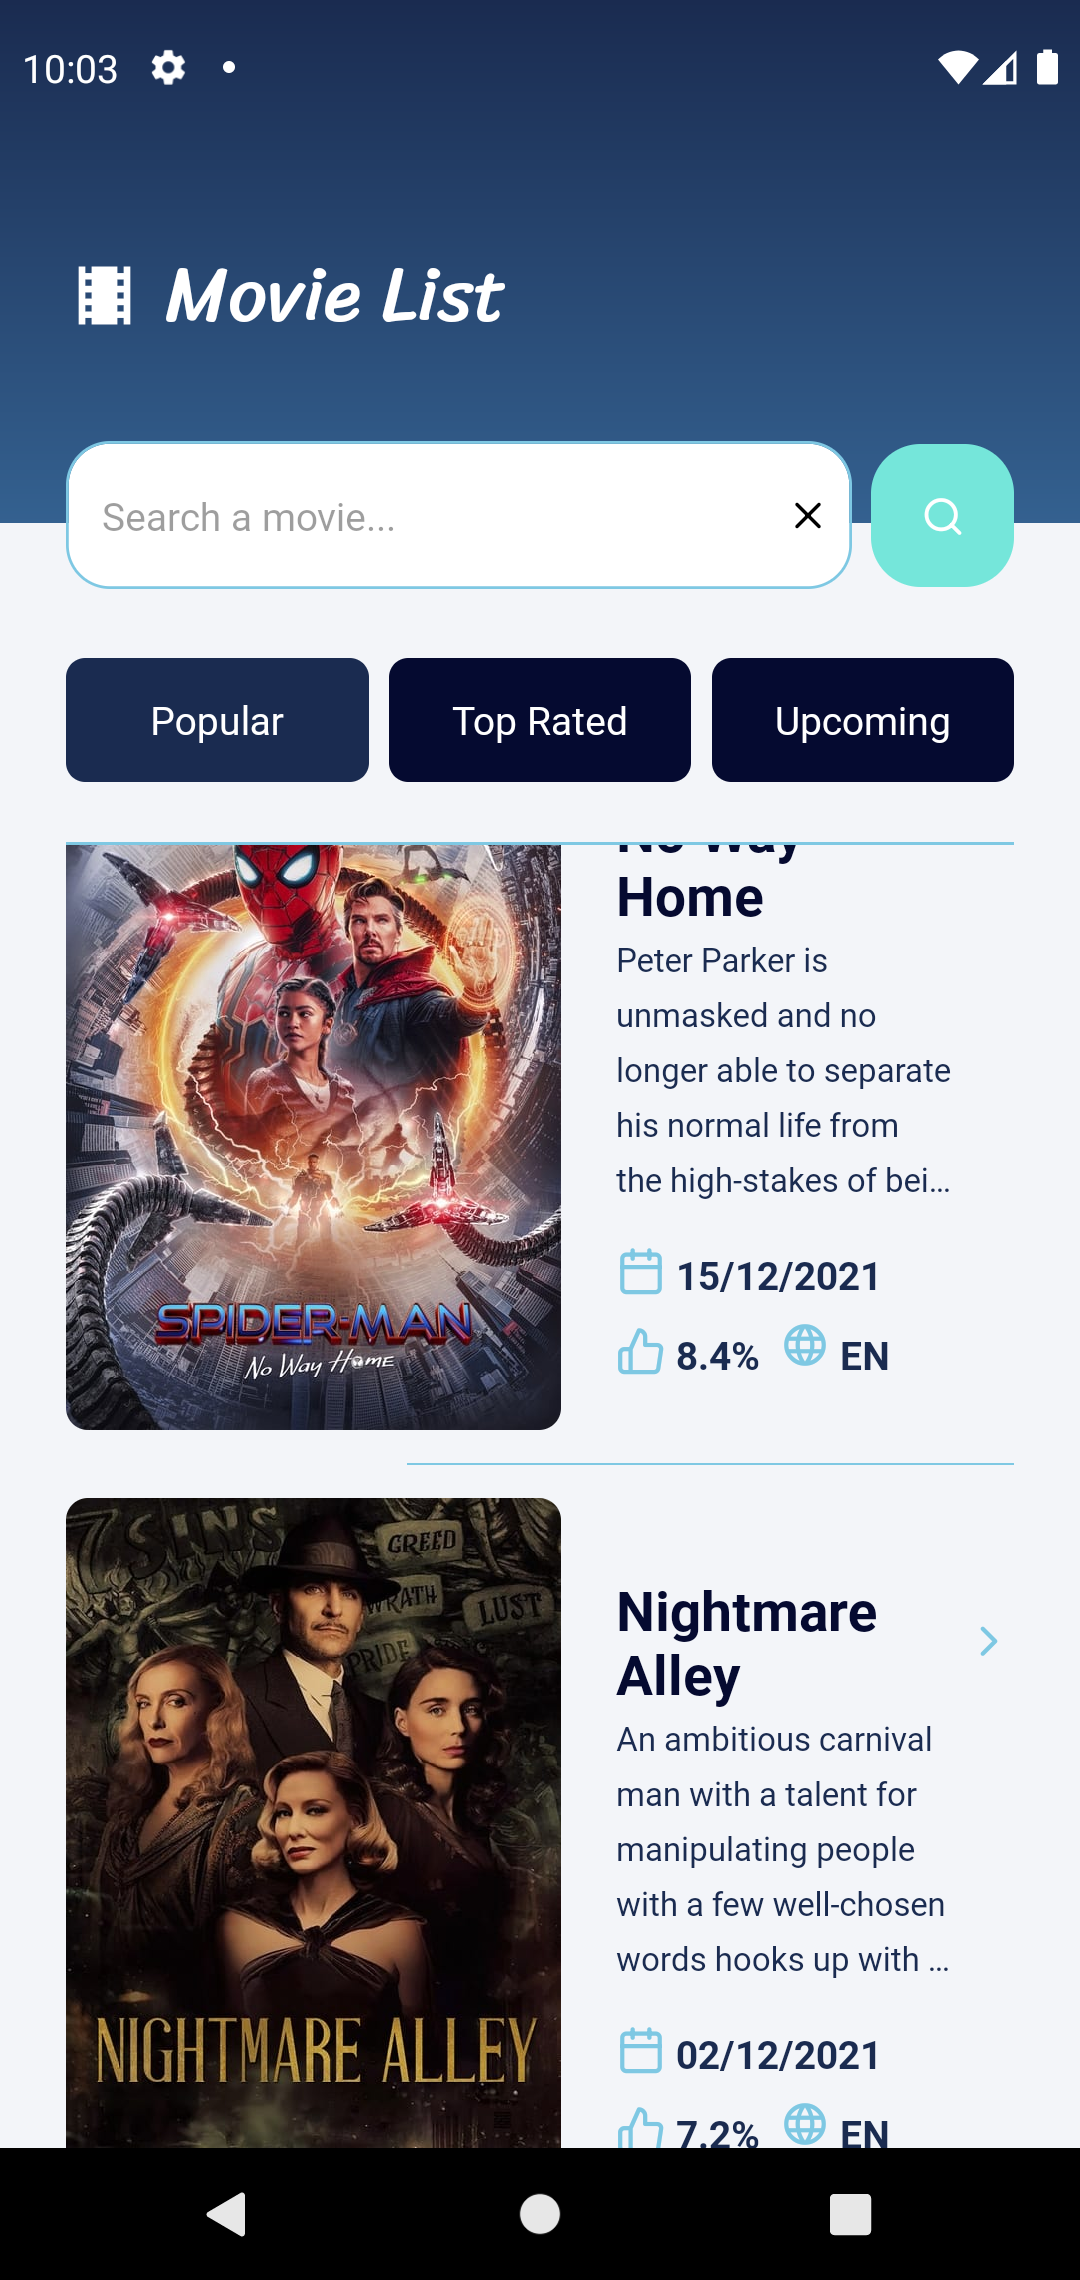 10:03
Movie List
Search a movie...
Popular
Top Rated
Upcoming
No Way
Home
Peter Parker is
unmasked and no
longer able to separate
his normal life from
the high-stakes of bei...
15/12/2021
8.4%
EN
SPIDER-MAN
No Way Home
7 SINS
GREED
WRATH
LUST
PRIDE
NIGHTMARE ALLEY
Nightmare
Alley
An ambitious carnival
man with a talent for
manipulating people
with a few well-chosen
words hooks up with ...
02/12/2021
7.2%
EN